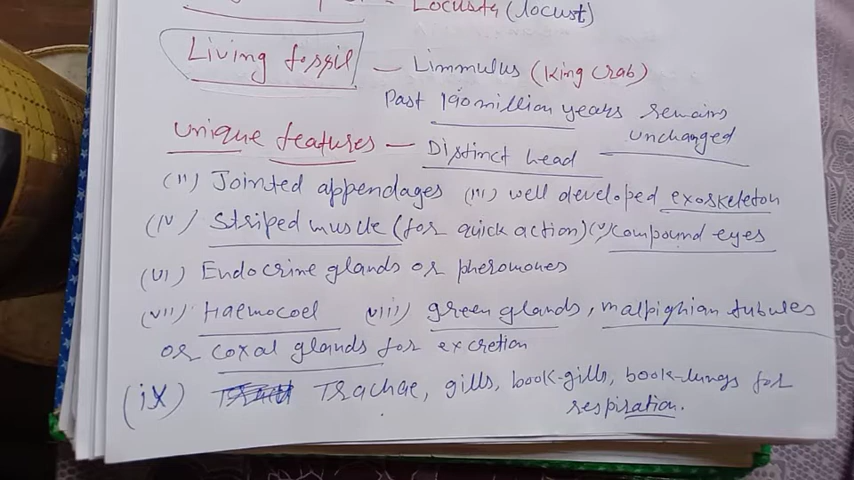 Locusta (locust)
Living fossil - Limmulus (King Crab)
Past 190 million years remains
unchanged
Unique features - Distinct head
(ii) Jointed appendages (iii) well developed exoskeleton
(iv) Striped muscle (for quick action) (v) compound eyes
(vi) Endocrine glands or pheromones
(vii) Haemocoel (viii) green glands, malpighian tubules
or coxal glands for excretion
(ix) Trachae, gills, book-gills, book-lungs for
respiration.